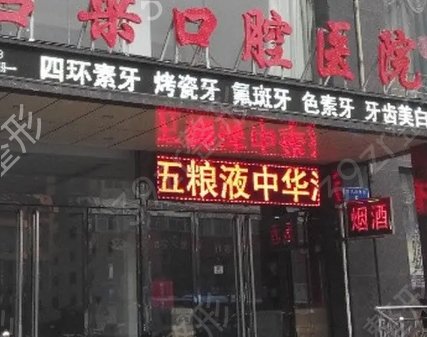 口腔医院
四环素牙 烤瓷牙 氟斑牙 色素牙 牙齿美白
五粮液中华
烟酒